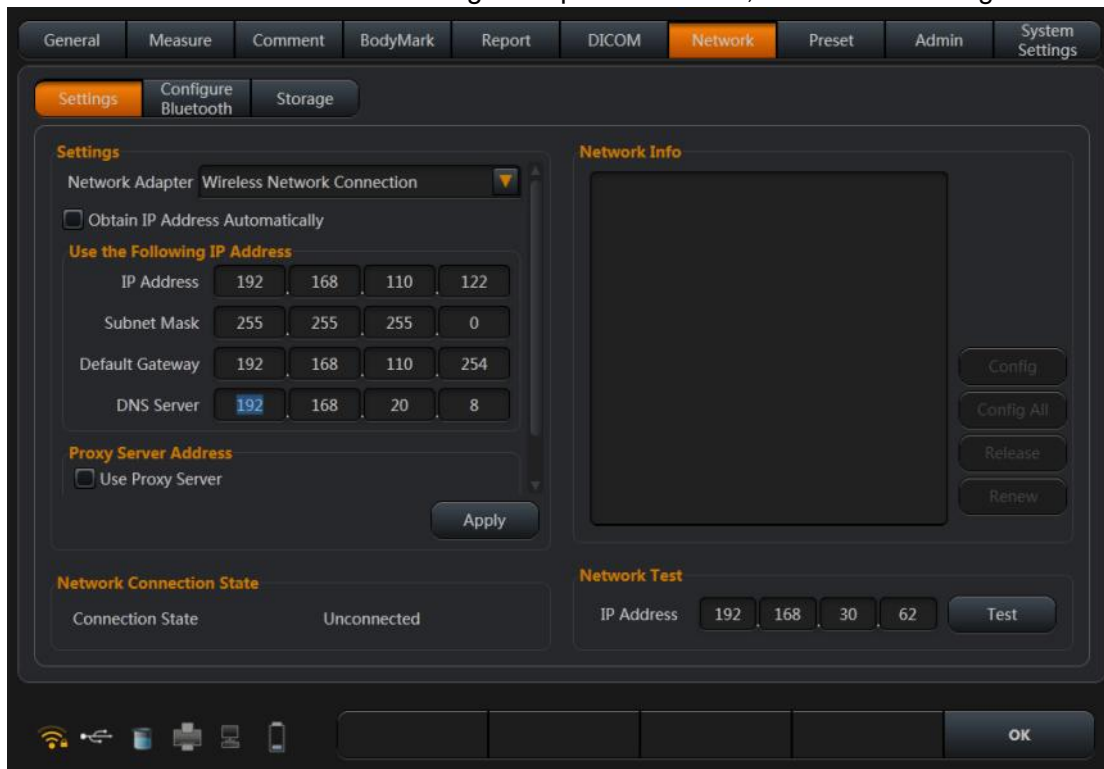 General Measure Comment BodyMark Report DICOM Network Preset Admin System Settings
Settings Configure Bluetooth Storage
Settings
Network Adapter Wireless Network Connection
Obtain IP Address Automatically
Use the Following IP Address
IP Address 192 . 168 . 110 . 122
Subnet Mask 255 . 255 . 255 . 0
Default Gateway 192 . 168 . 110 . 254
DNS Server 192 . 168 . 20 . 8
Proxy Server Address
Use Proxy Server
Apply
Network Connection State
Connection State Unconnected
Network Info
Config
Config All
Release
Renew
Network Test
IP Address 192 . 168 . 30 . 62 Test
OK